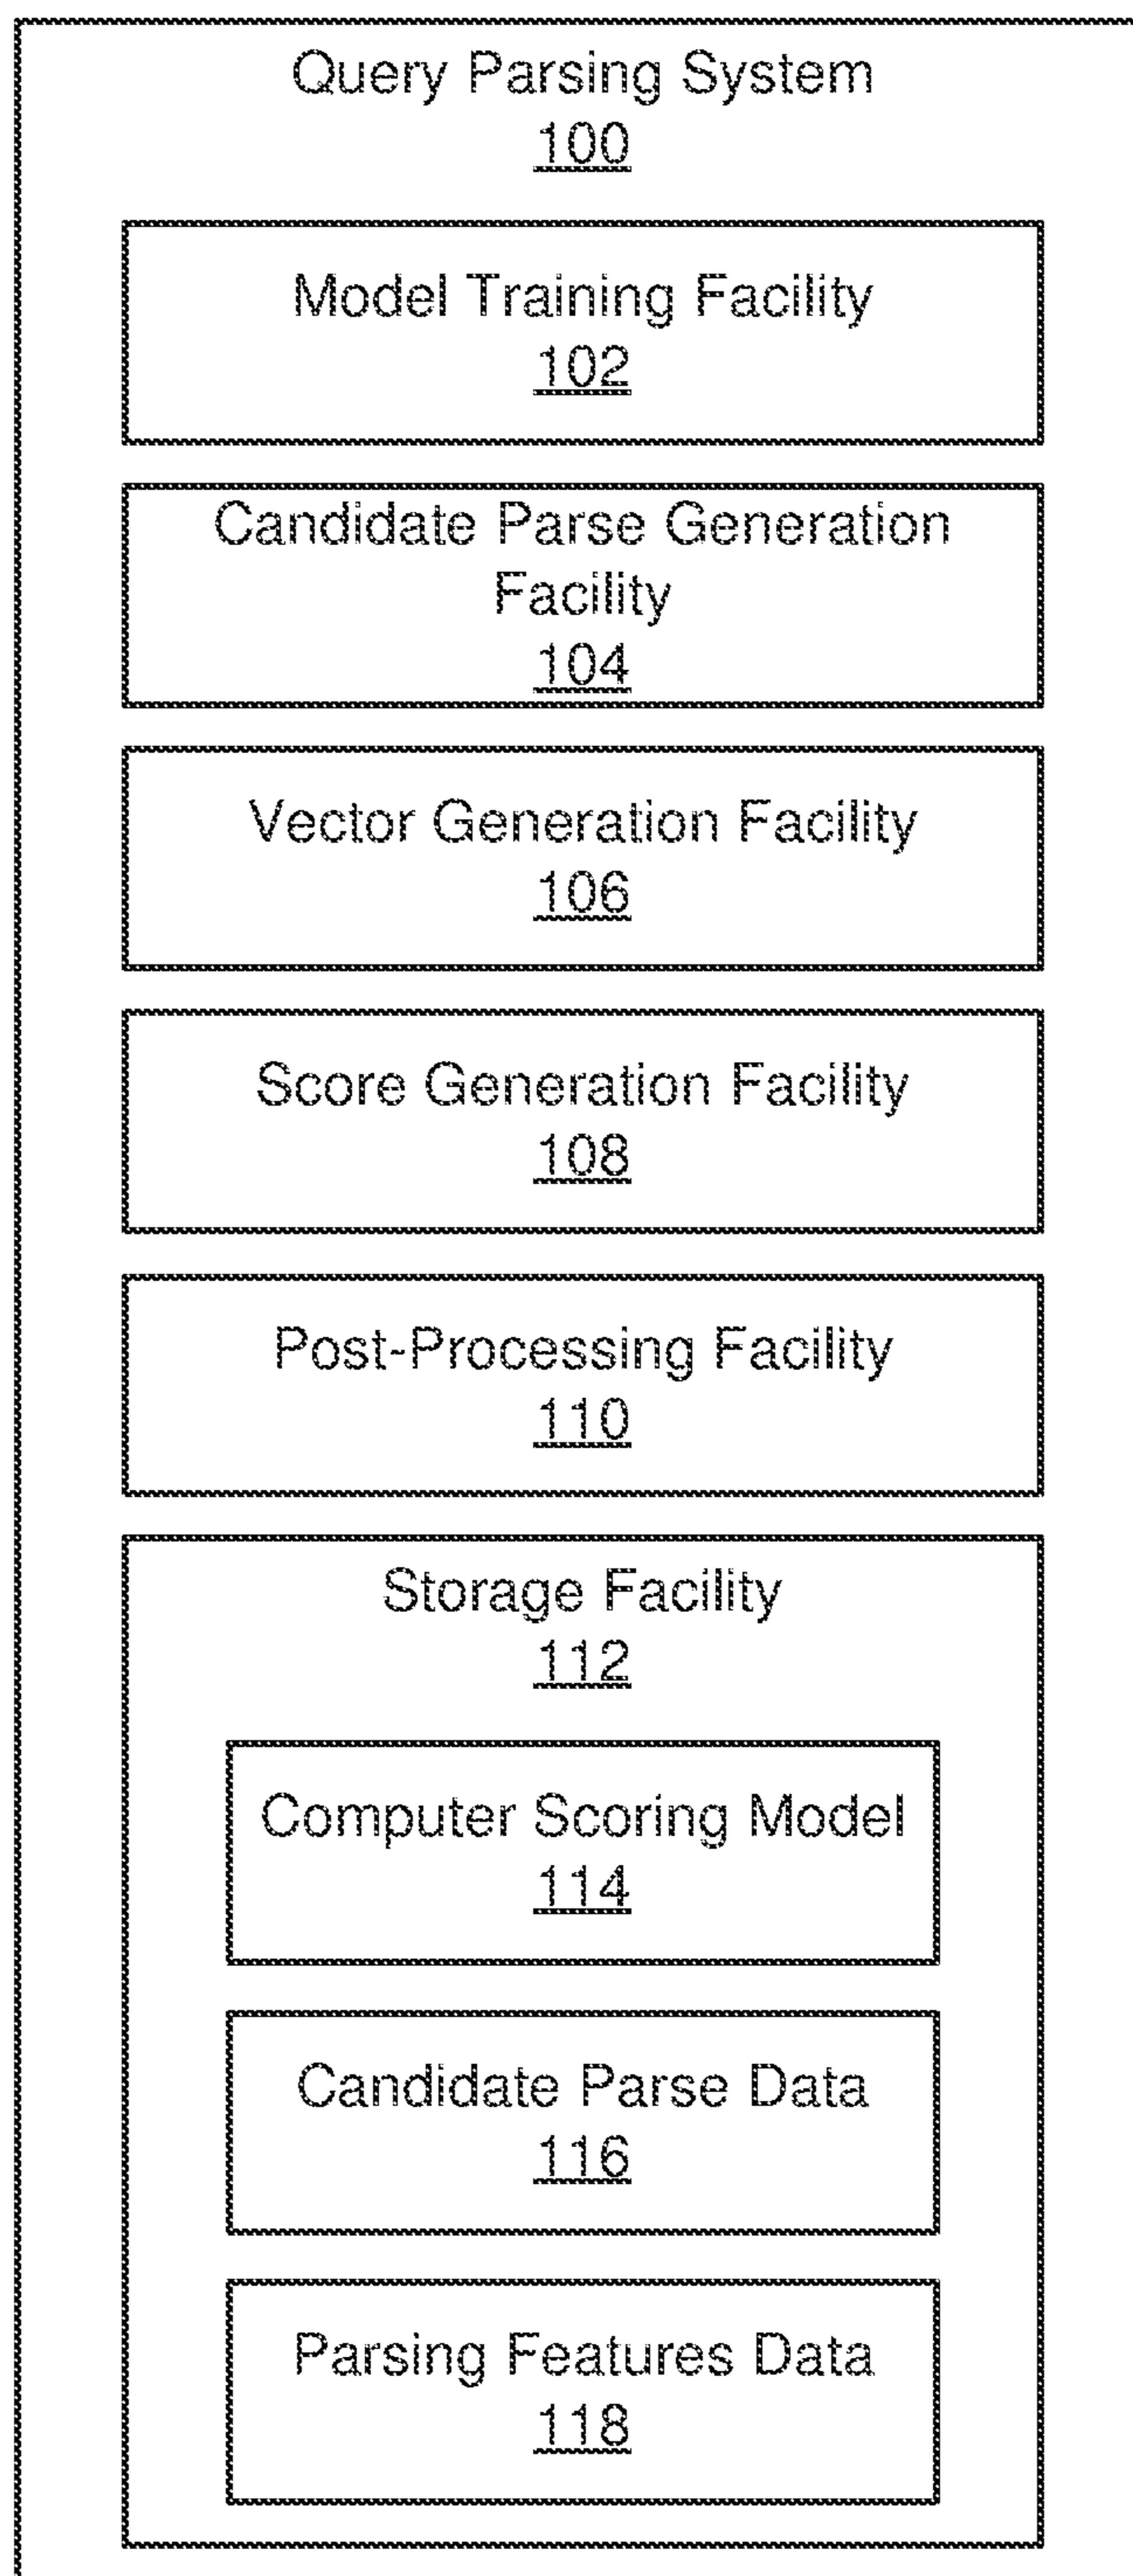 Query Parsing System
100
Model Training Facility
102
Candidate Parse Generation
Facility
104
Vector Generation Facility
106
Score Generation Facility
108
Post-Processing Facility
110
Storage Facility
112
Computer Scoring Model
114
Candidate Parse Data
116
Parsing Features Data
118